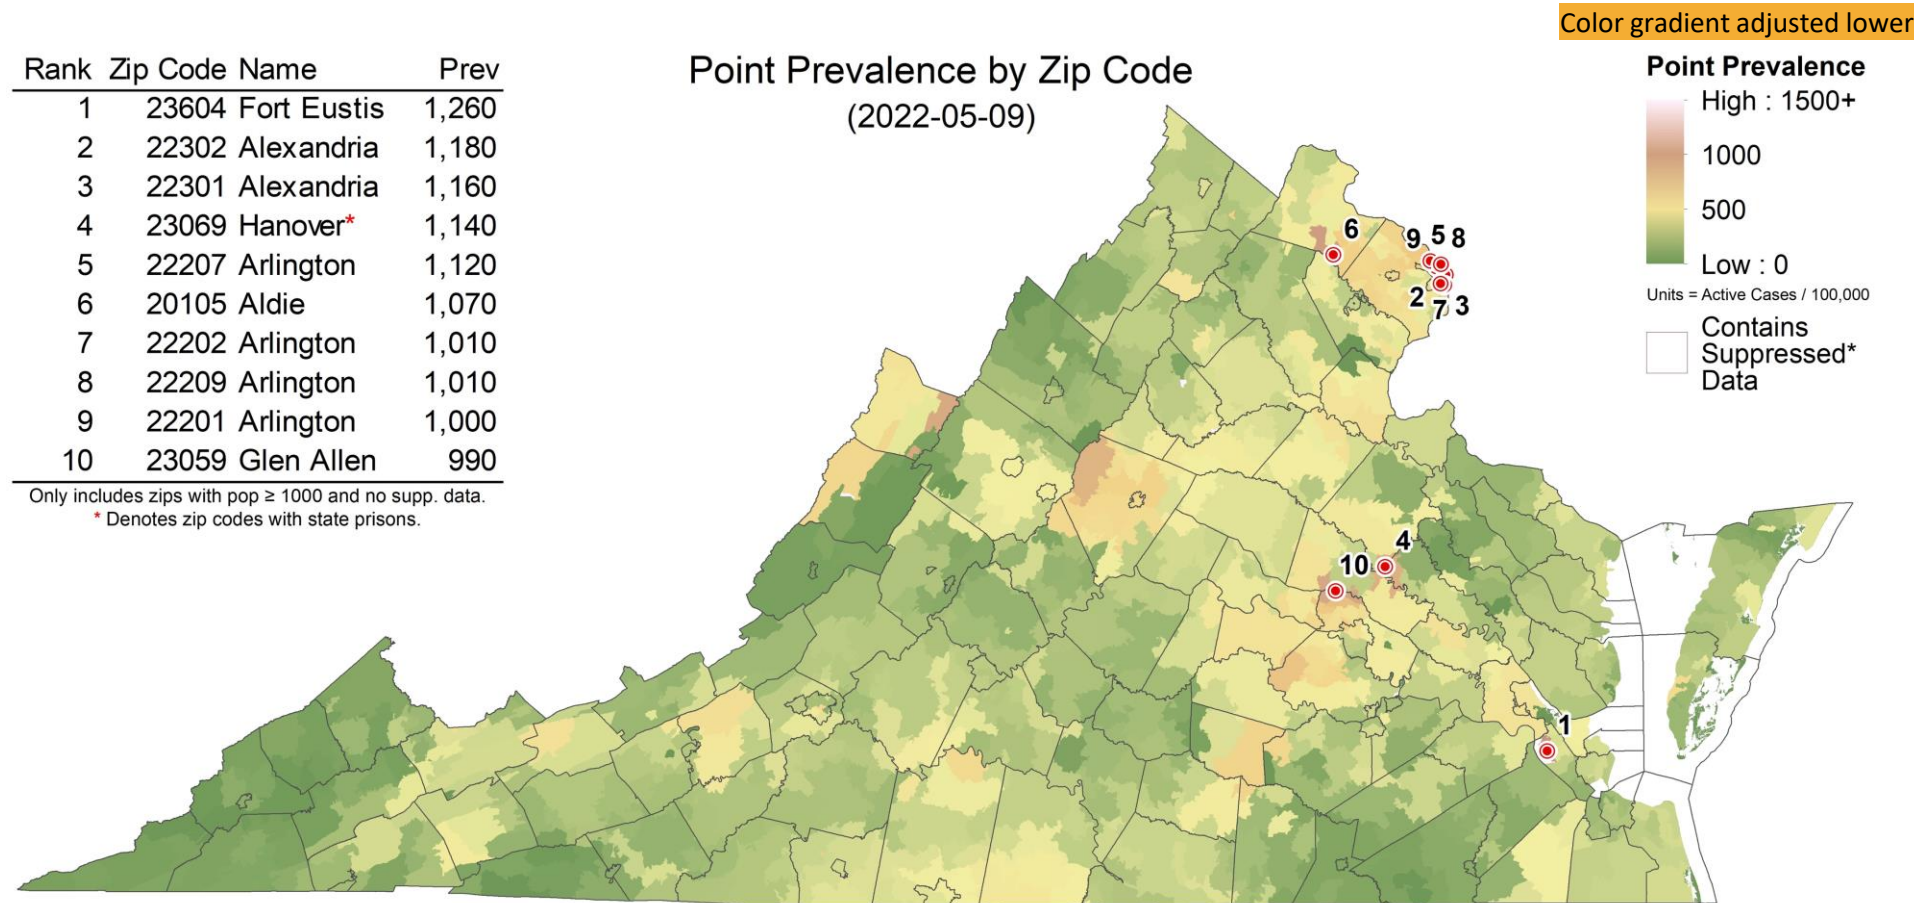 Color gradient adjusted lower
Rank Zip Code Name Prev
1 23604 Fort Eustis 1,260
2 22302 Alexandria 1,180
3 22301 Alexandria 1,160
4 23069 Hanover* 1,140
5 22207 Arlington 1,120
6 20105 Aldie 1,070
7 22202 Arlington 1,010
8 22209 Arlington 1,010
9 22201 Arlington 1,000
10 23059 Glen Allen 990
Only includes zips with pop ≥ 1000 and no supp. data.
* Denotes zip codes with state prisons.
Point Prevalence by Zip Code
(2022-05-09)
Point Prevalence
High : 1500+
1000
500
Low : 0
Units = Active Cases / 100,000
Contains
Suppressed*
Data
6
9 5 8
2 7 3
4
10
1